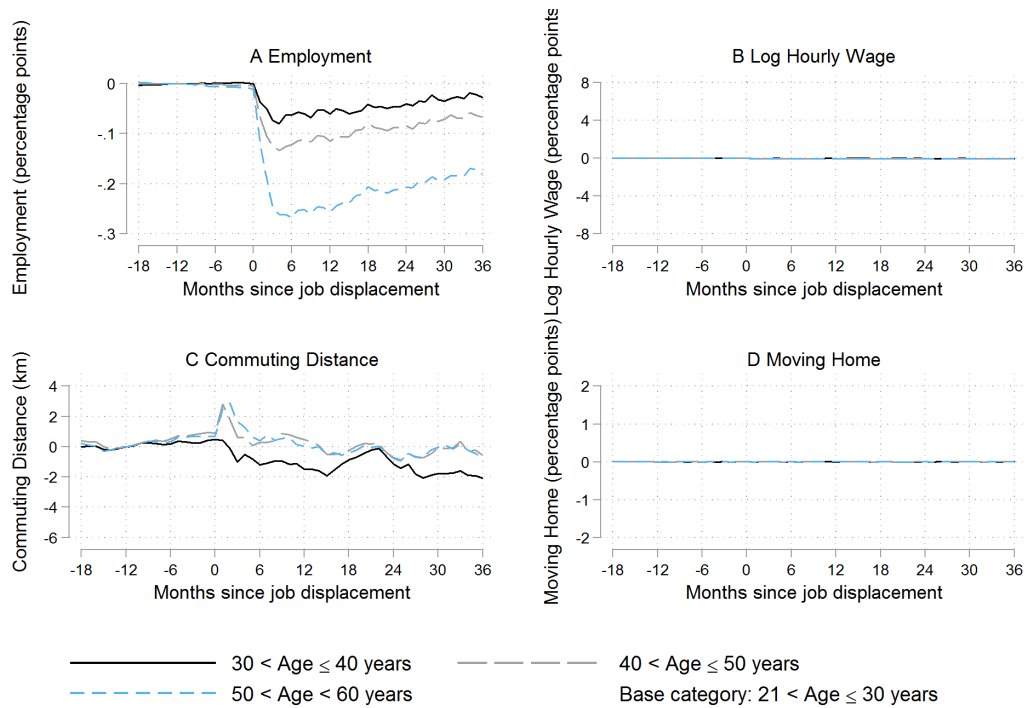 A Employment
Employment (percentage points)
0
-.1
-.2
-.3
-18 -12 -6 0 6 12 18 24 30 36
Months since job displacement
B Log Hourly Wage
Log Hourly Wage (percentage points)
8
4
0
-4
-8
-18 -12 -6 0 6 12 18 24 30 36
Months since job displacement
C Commuting Distance
Commuting Distance (km)
4
2
0
-2
-4
-6
-18 -12 -6 0 6 12 18 24 30 36
Months since job displacement
D Moving Home
Moving Home (percentage points)
2
1
0
-1
-2
-18 -12 -6 0 6 12 18 24 30 36
Months since job displacement
30 < Age ≤ 40 years
40 < Age ≤ 50 years
50 < Age < 60 years
Base category: 21 < Age ≤ 30 years